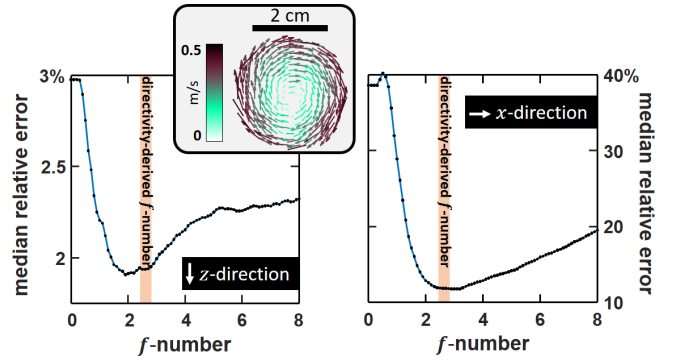 2 cm
0.5
m/s
0
3%
2.5
2
median relative error
directivity-derived f-number
↓ z-direction
0
2
4
6
8
f-number
40%
30
20
10
median relative error
directivity-derived f-number
→ x-direction
0
2
4
6
8
f-number